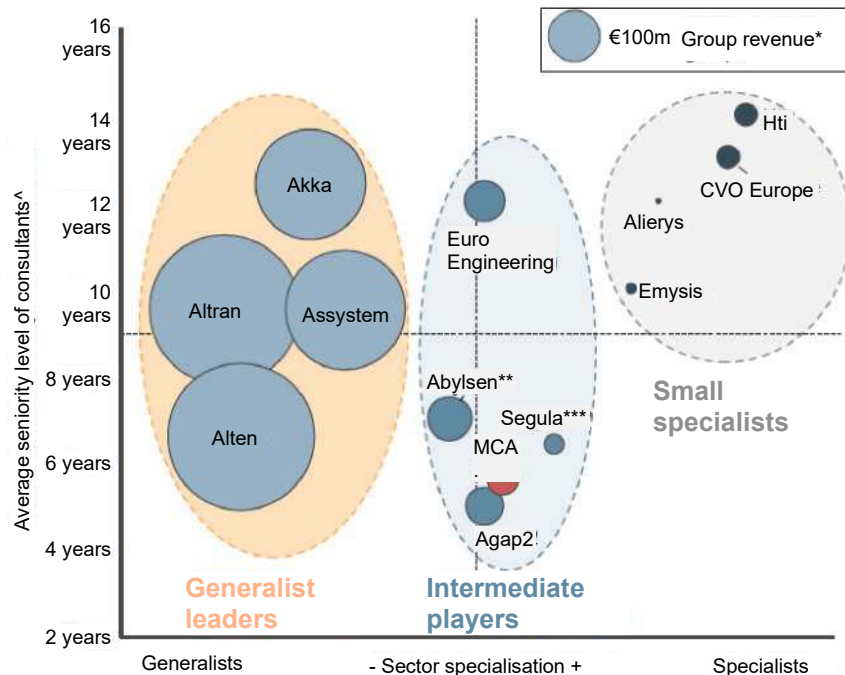 €100m Group revenue*
16
years
14
years
12
years
10
years
8 years
6 years
4 years
2 years
Average seniority level of consultants^
Akka
Altran
Assystem
Alten
Euro
Engineering
Abylsen**
Segula***
MCA
Agap2
Hti
CVO Europe
Alierys
Emysis
Small
specialists
Generalist
leaders
Intermediate
players
Generalists
- Sector specialisation +
Specialists